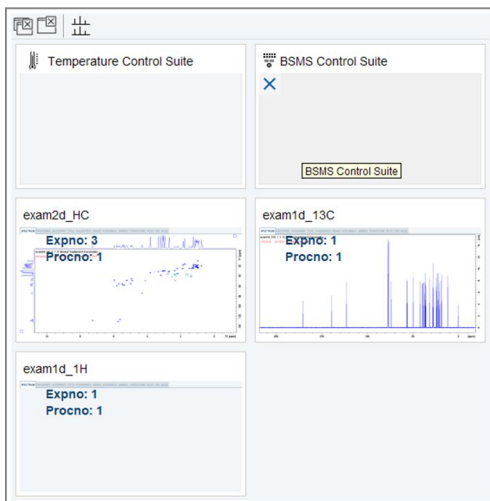 Temperature Control Suite
BSMS Control Suite
BSMS Control Suite
exam2d_HC
Expno: 3
Procno: 1
exam1d_13C
Expno: 1
Procno: 1
exam1d_1H
Expno: 1
Procno: 1